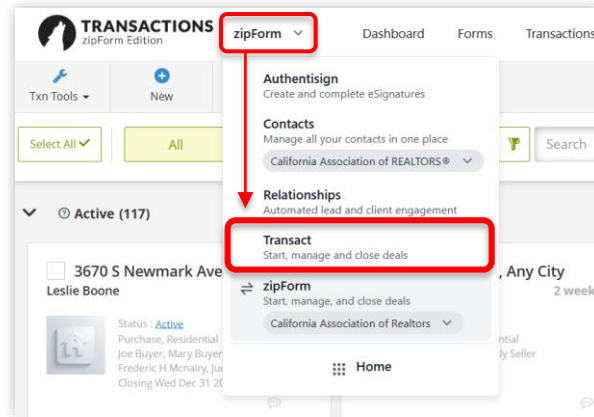 TRANSACTIONS
zipForm Edition
zipForm
Dashboard
Forms
Transactions
Txn Tools
New
Authentisign
Create and complete eSignatures
Contacts
Manage all your contacts in one place
California Association of REALTORS®
Select All
All
Search
Relationships
Automated lead and client engagement
Active (117)
Transact
Start, manage and close deals
3670 S Newmark Ave
, Any City
Leslie Boone
2 week
zipForm
Start, manage, and close deals
California Association of Realtors
Status : Active
Purchase, Residential
Joe Buyer, Mary Buyer
Frederic H Mcnairy, Ju
Closing Wed Dec 31 20
ntial
ly Seller
Home